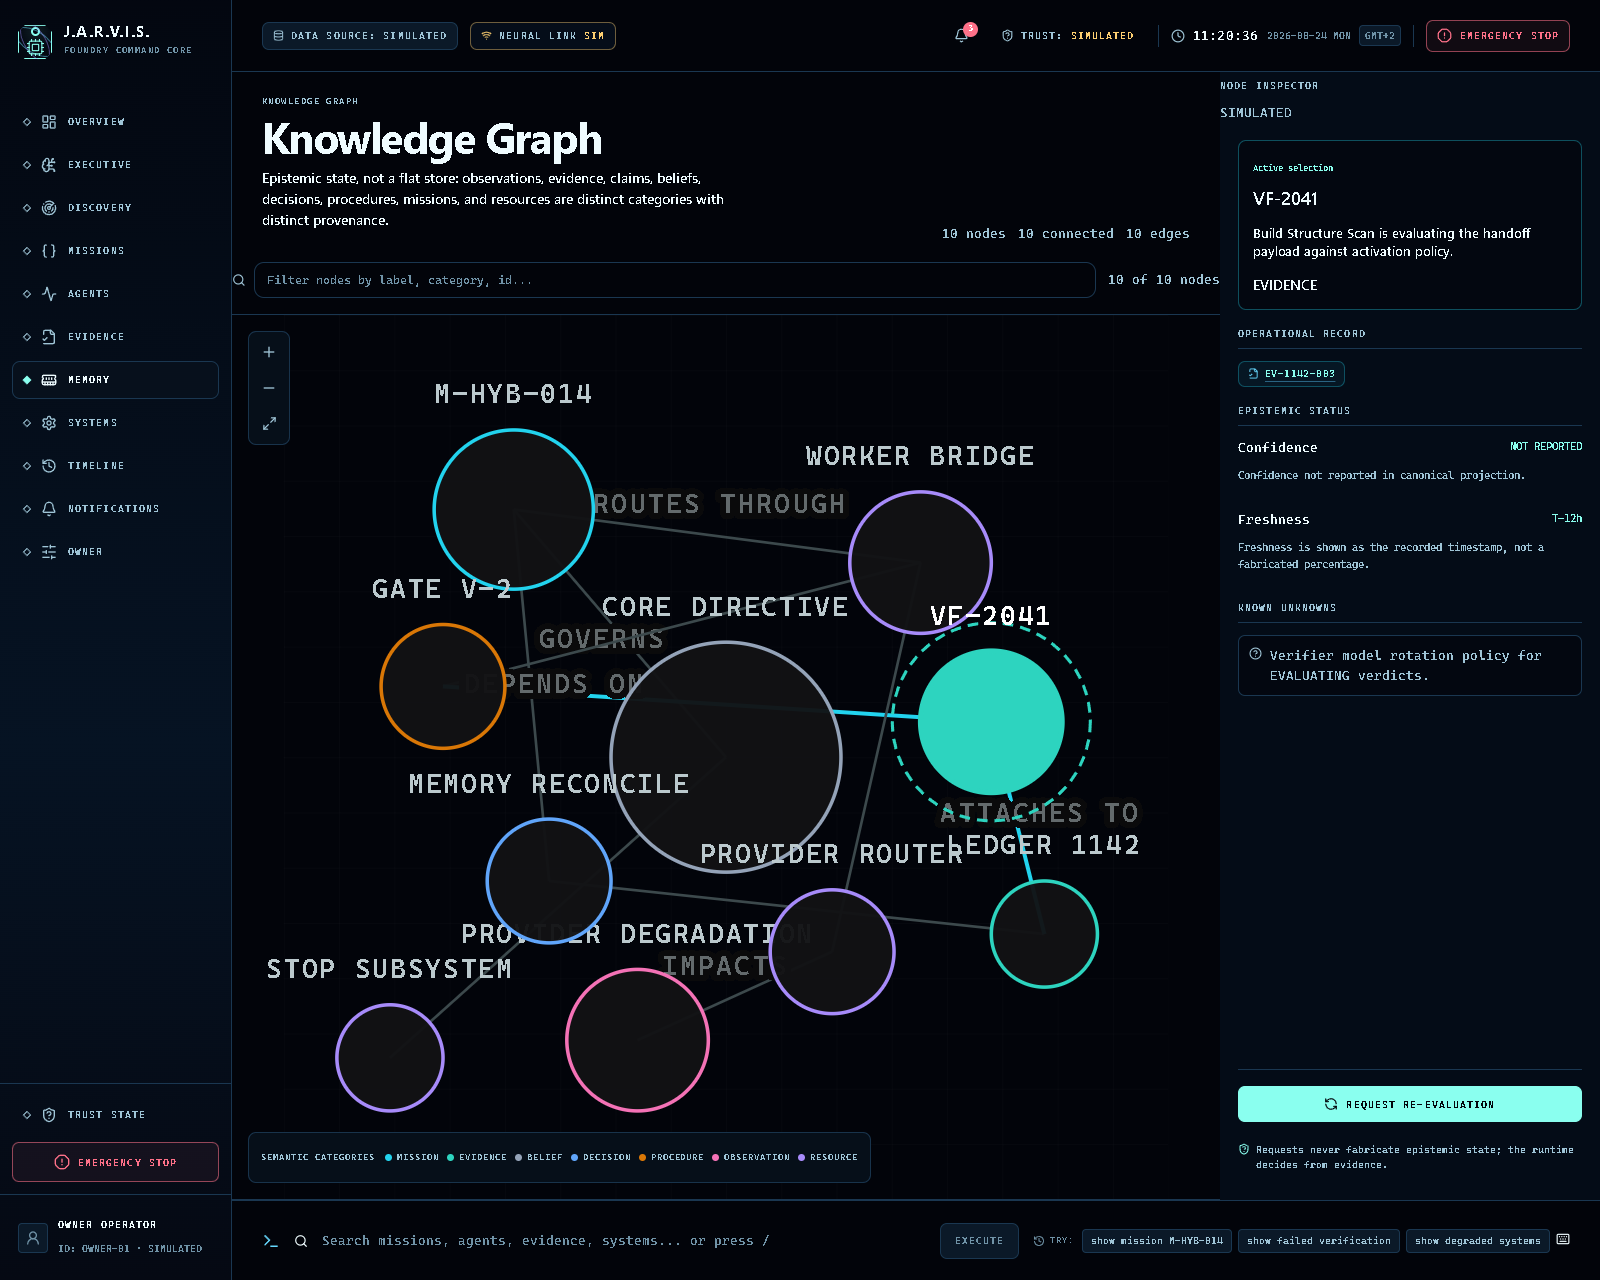 J.A.R.V.I.S.
FOUNDRY COMMAND CORE
DATA SOURCE: SIMULATED
NEURAL LINK SIM
3
TRUST: SIMULATED
11:20:36
2026-08-24 MON
GMT+2
EMERGENCY STOP
OVERVIEW
EXECUTIVE
DISCOVERY
MISSIONS
AGENTS
EVIDENCE
MEMORY
SYSTEMS
TIMELINE
NOTIFICATIONS
OWNER
TRUST STATE
EMERGENCY STOP
OWNER OPERATOR
ID: OWNER-01 • SIMULATED
KNOWLEDGE GRAPH
Knowledge Graph
Epistemic state, not a flat store: observations, evidence, claims, beliefs,
decisions, procedures, missions, and resources are distinct categories with
distinct provenance.
10 nodes 10 connected 10 edges
Filter nodes by label, category, id...
10 of 10 nodes
M-HYB-014
WORKER BRIDGE
ROUTES THROUGH
GATE V-2
CORE DIRECTIVE
VF-2041
GOVERNS
DEPENDS ON
MEMORY RECONCILE
ATTACHES TO
LEDGER 1142
PROVIDER ROUTER
PROVIDER DEGRADATION
IMPACT
STOP SUBSYSTEM
SEMANTIC CATEGORIES MISSION EVIDENCE BELIEF DECISION PROCEDURE OBSERVATION RESOURCE
NODE INSPECTOR
SIMULATED
Active selection
VF-2041
Build Structure Scan is evaluating the handoff
payload against activation policy.
EVIDENCE
OPERATIONAL RECORD
EV-1142-003
EPISTEMIC STATUS
Confidence
NOT REPORTED
Confidence not reported in canonical projection.
Freshness
T-12h
Freshness is shown as the recorded timestamp, not a
fabricated percentage.
KNOWN UNKNOWNS
Verifier model rotation policy for
EVALUATING verdicts.
REQUEST RE-EVALUATION
Requests never fabricate epistemic state; the runtime
decides from evidence.
Search missions, agents, evidence, systems... or press /
EXECUTE
TRY:
show mission M-HYB-014
show failed verification
show degraded systems